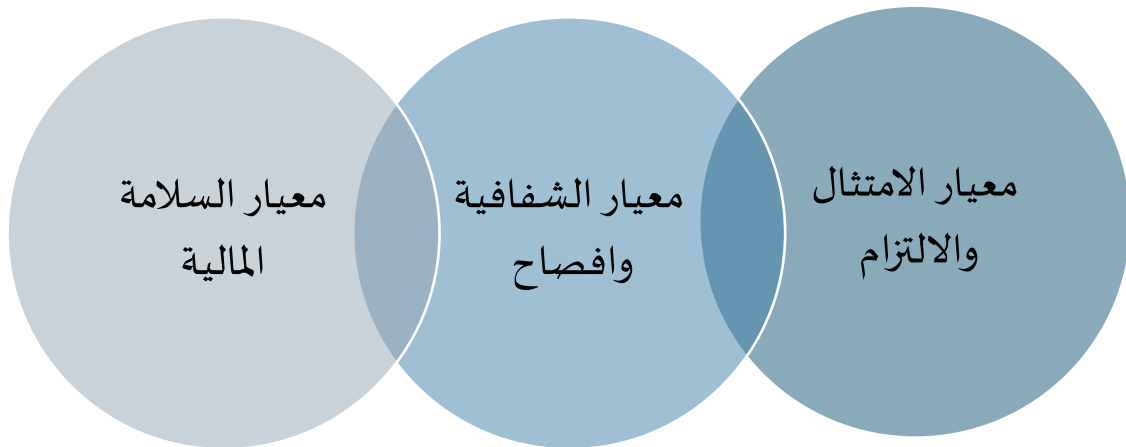 معيار الامتثال
والالتزام
معيار الشفافية
وافصاح
معيار السلامة
المالية